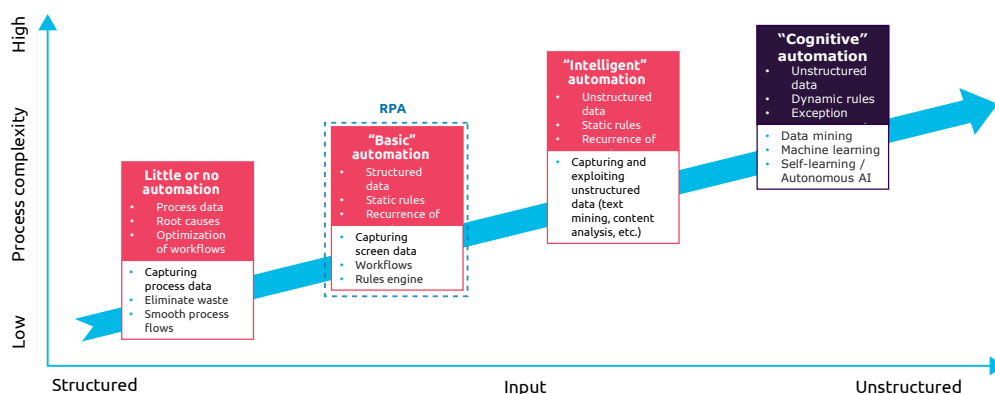 High
Process complexity
Low
Little or no
automation
• Process data
• Root causes
• Optimization
of workflows
• Capturing
process data
• Eliminate waste
• Smooth process
flows
RPA
“Basic”
automation
• Structured
data
• Static rules
• Recurrence of
• Capturing
screen data
• Workflows
• Rules engine
“Intelligent”
automation
• Unstructured
data
• Static rules
• Recurrence of
• Capturing and
exploiting
unstructured
data (text
mining, content
analysis, etc.)
“Cognitive”
automation
• Unstructured
data
• Dynamic rules
• Exception
• Data mining
• Machine learning
• Self-learning /
Autonomous AI
Structured
Input
Unstructured